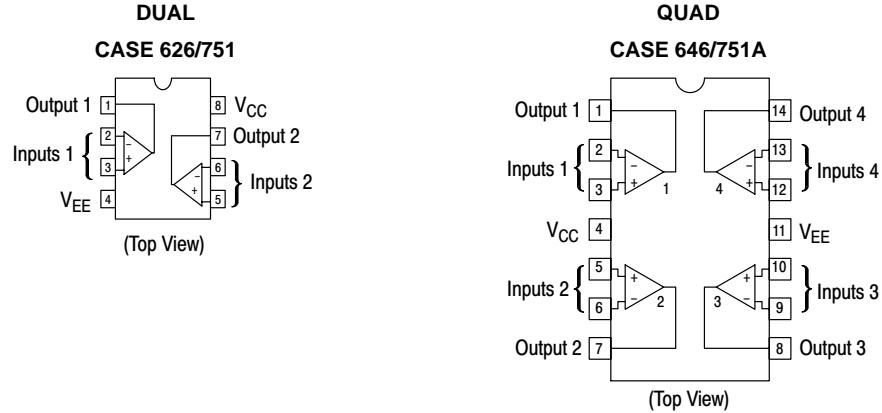 DUAL
CASE 626/751
Output 1 1 8 VCC
2 7 Output 2
Inputs 1 { − + − + 6 } Inputs 2
3
VEE 4 5
(Top View)
QUAD
CASE 646/751A
Output 1 1 14 Output 4
2 13
Inputs 1 { − + − + } Inputs 4
3 1 4 12
VCC 4 11 VEE
5 10
Inputs 2 { + − + − } Inputs 3
6 2 3 9
Output 2 7 8 Output 3
(Top View)